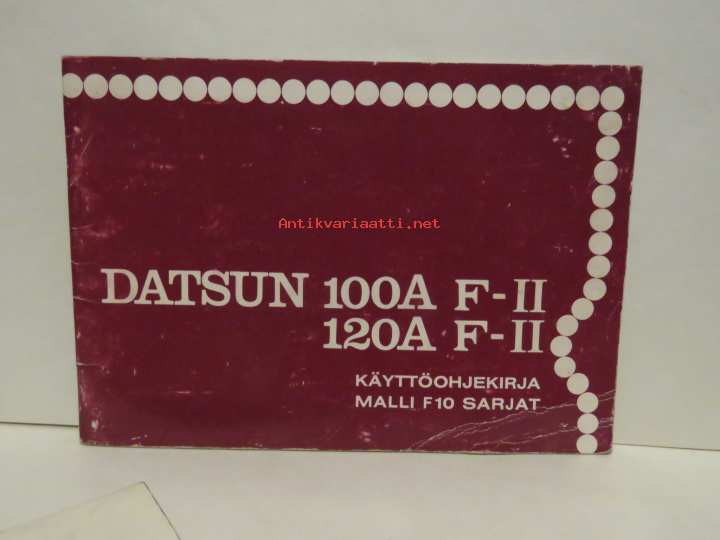 Antikvariaatti.net
DATSUN 100A F-II
120A F-II
KÄYTTÖOHJEKIRJA
MALLI F10 SARJAT